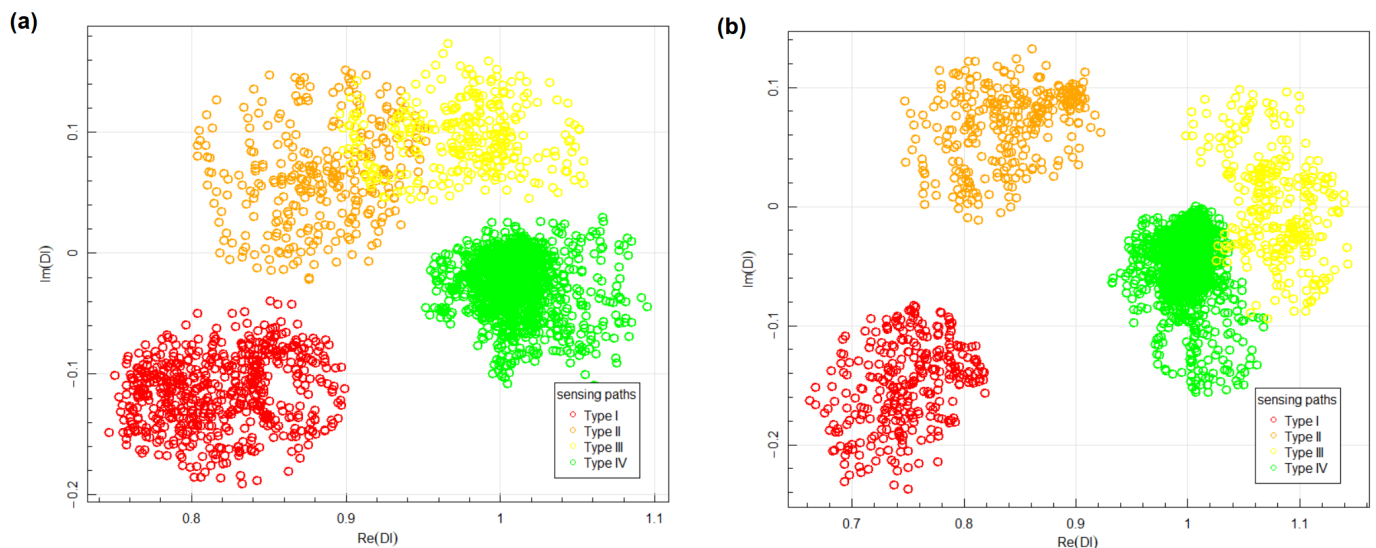 (a)
0.1
0
−0.1
−0.2
Im(DI)
0.8 0.9 1 1.1
Re(DI)
sensing paths
Type I
Type II
Type III
Type IV
(b)
0.1
0
−0.1
−0.2
Im(DI)
0.7 0.8 0.9 1 1.1
Re(DI)
sensing paths
Type I
Type II
Type III
Type IV